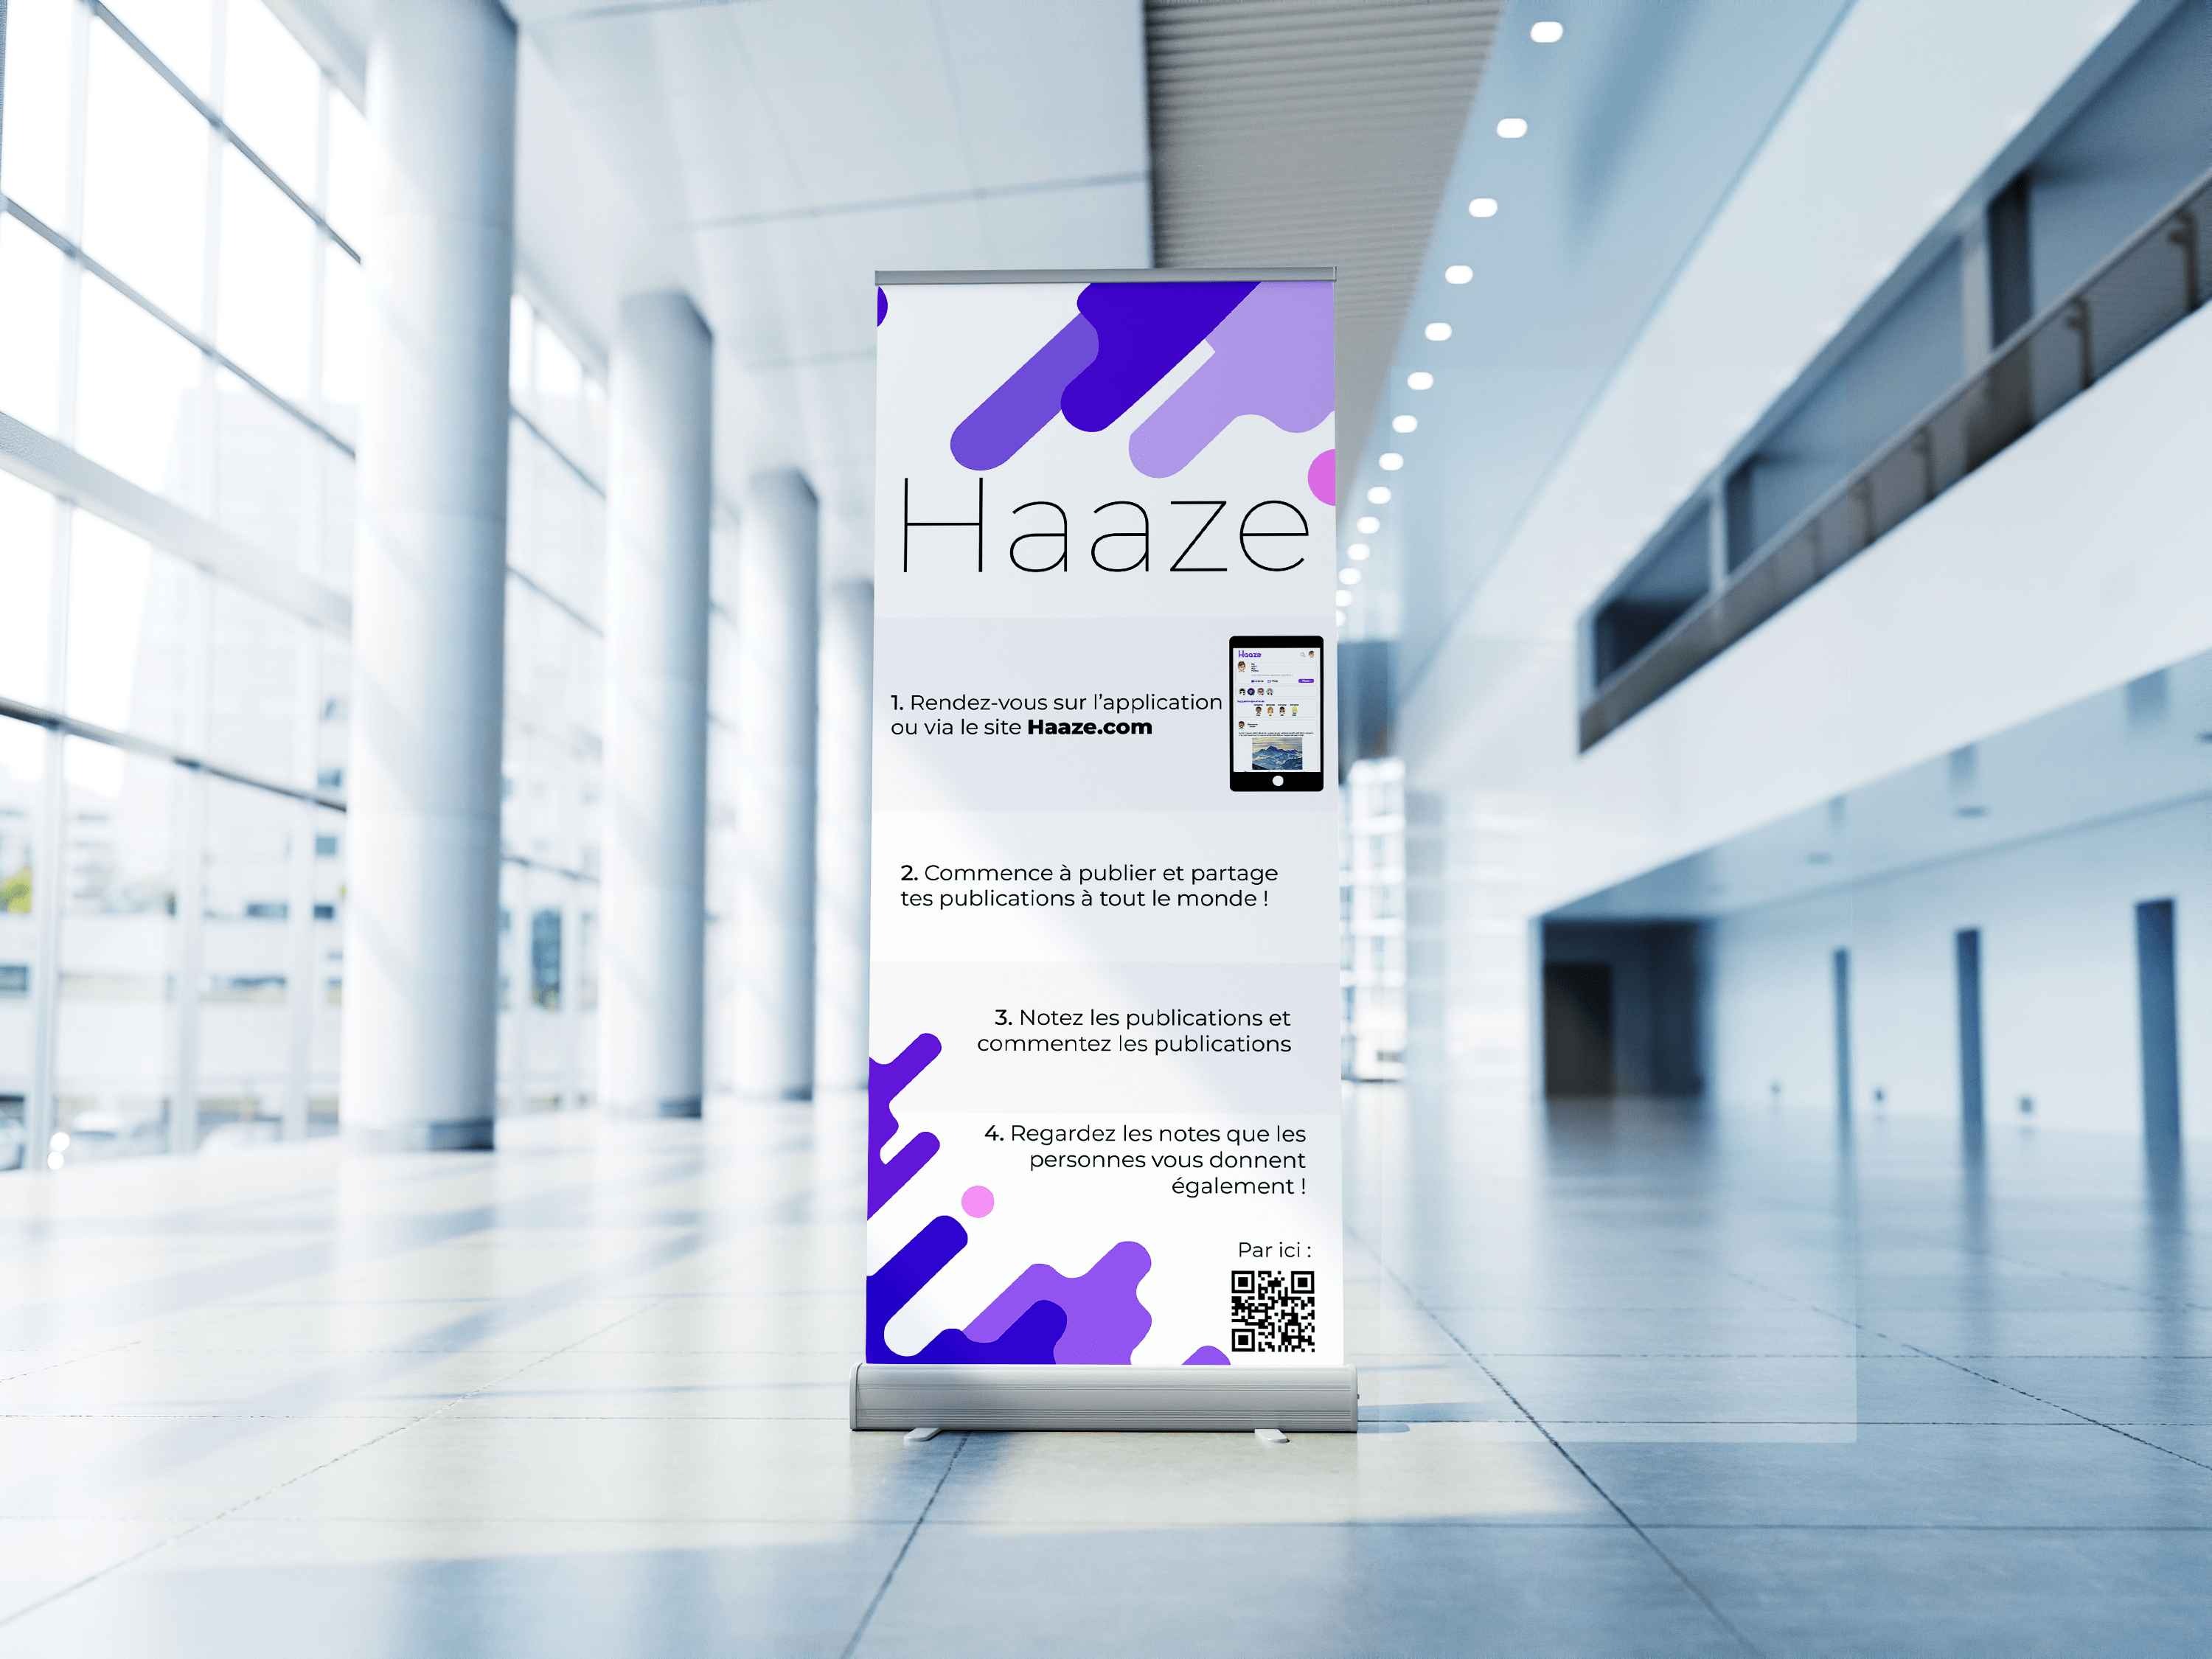 Haaze
1. Rendez-vous sur l'application
ou via le site Haaze.com
Haaze
2. Commence à publier et partage
tes publications à tout le monde !
3. Notez les publications et
commentez les publications
4. Regardez les notes que les
personnes vous donnent
également !
Par ici :